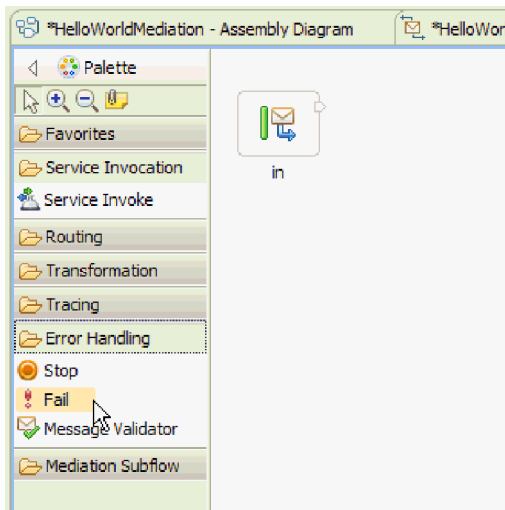 *HelloWorldMediation - Assembly Diagram
*HelloWor
Palette
Favorites
Service Invocation
Service Invoke
Routing
Transformation
Tracing
Error Handling
Stop
Fail
Message Validator
Mediation Subflow
in